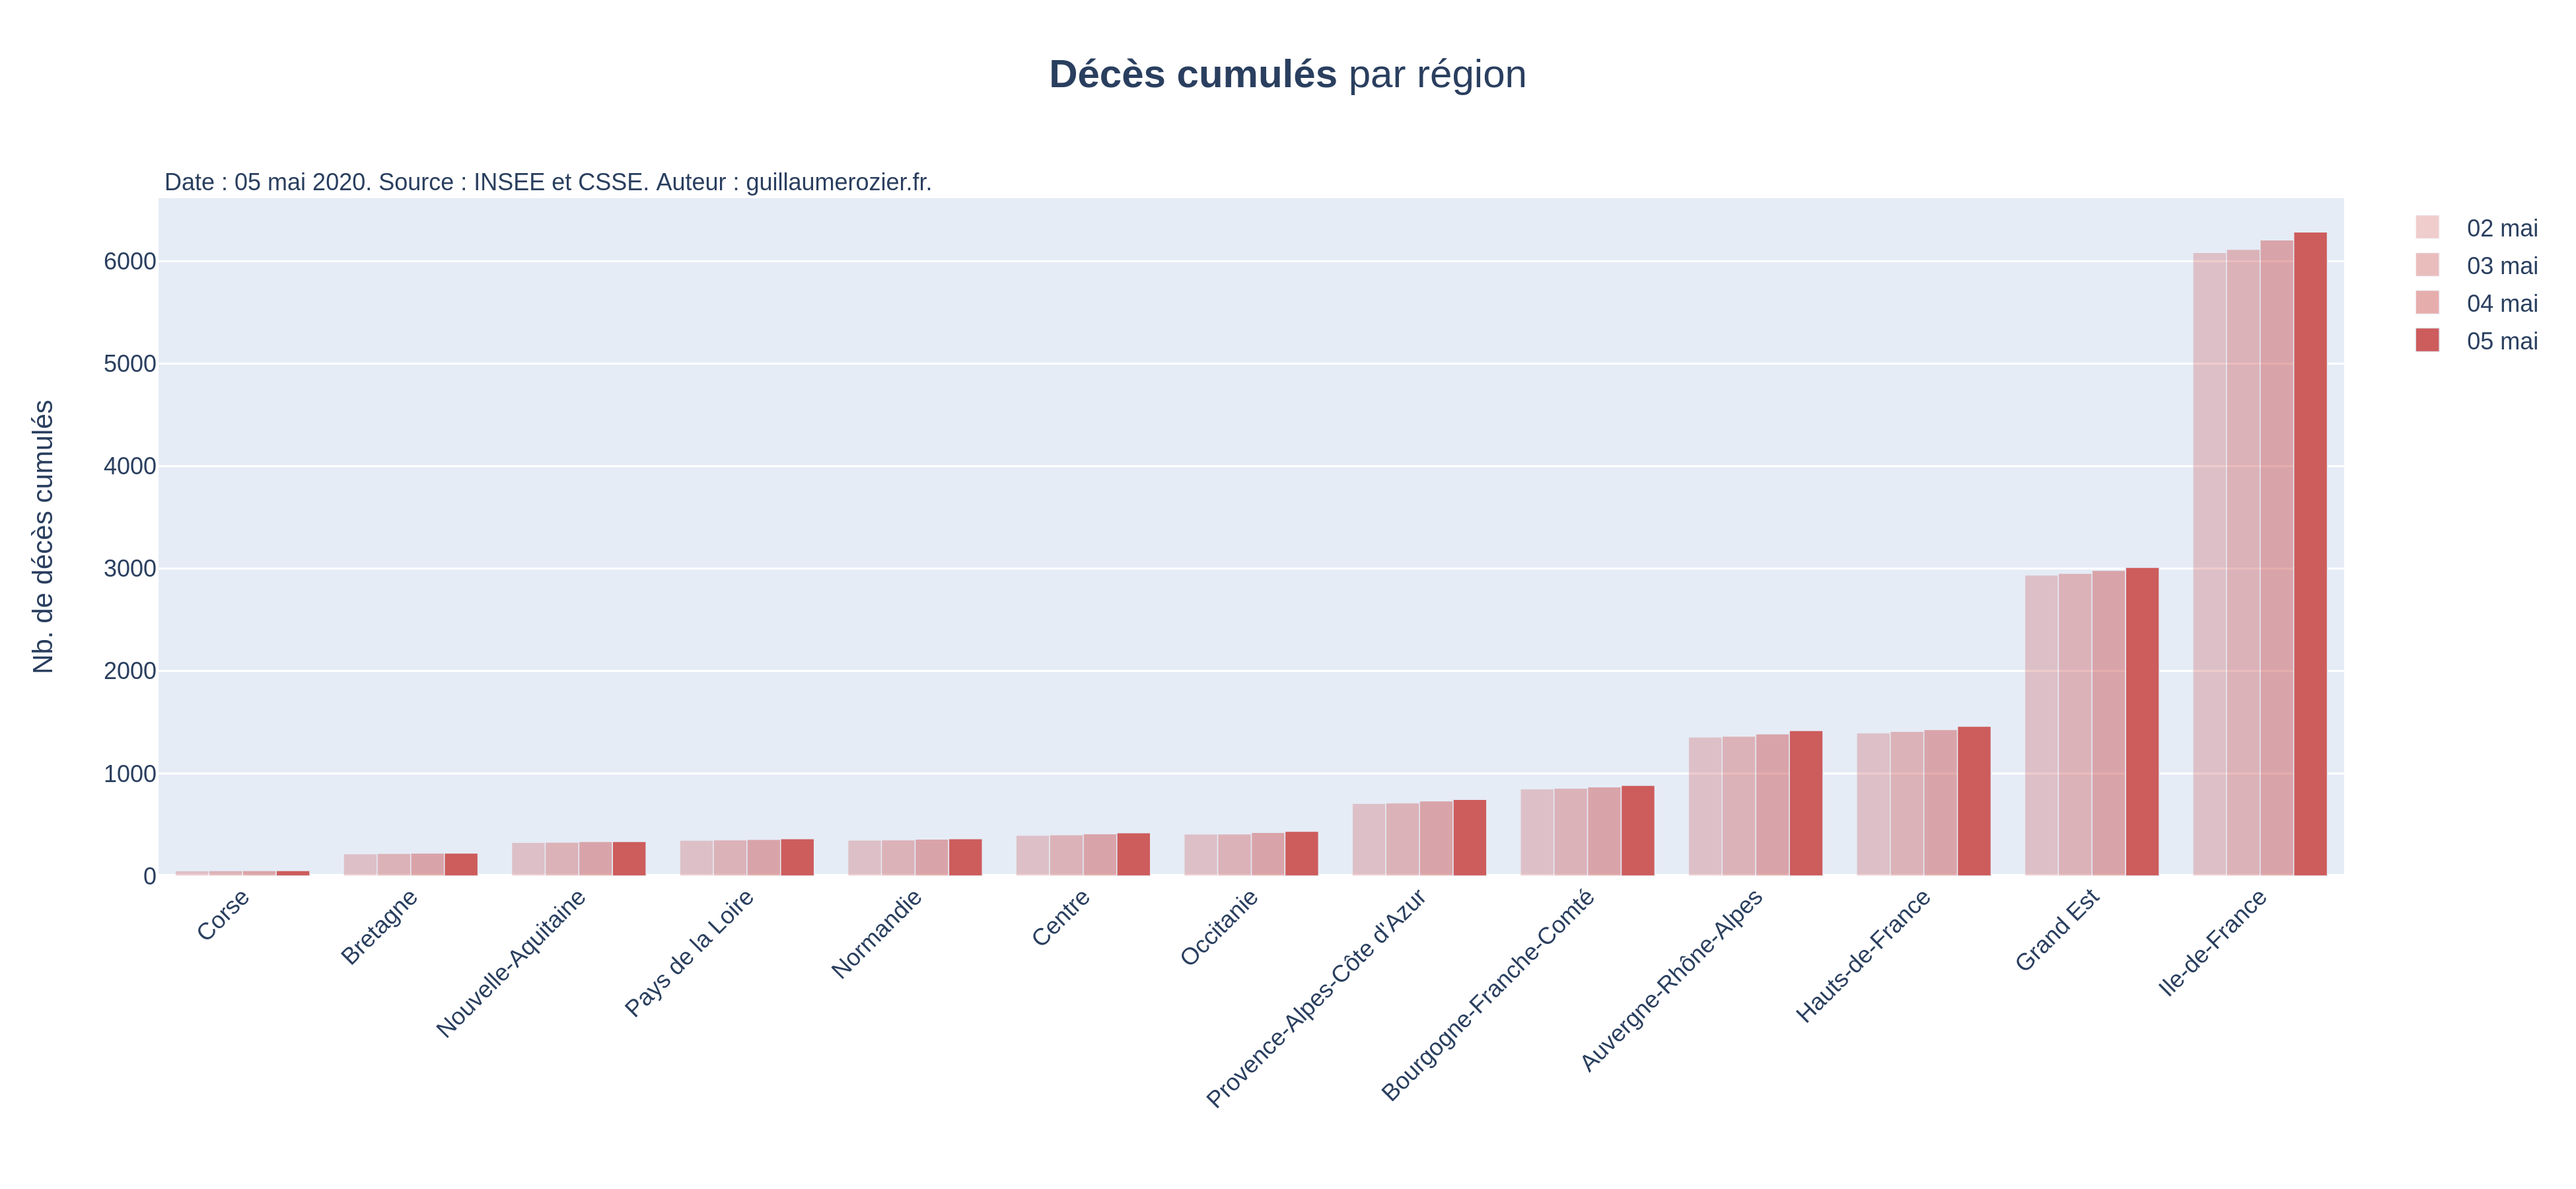 Décès cumulés par région
Date : 05 mai 2020. Source : INSEE et CSSE. Auteur : guillaumerozier.fr.
02 mai
03 mai
04 mai
05 mai
Nb. de décès cumulés
6000
5000
4000
3000
2000
1000
0
Corse
Bretagne
Nouvelle-Aquitaine
Pays de la Loire
Normandie
Centre
Occitanie
Provence-Alpes-Côte d'Azur
Bourgogne-Franche-Comté
Auvergne-Rhône-Alpes
Hauts-de-France
Grand Est
Ile-de-France